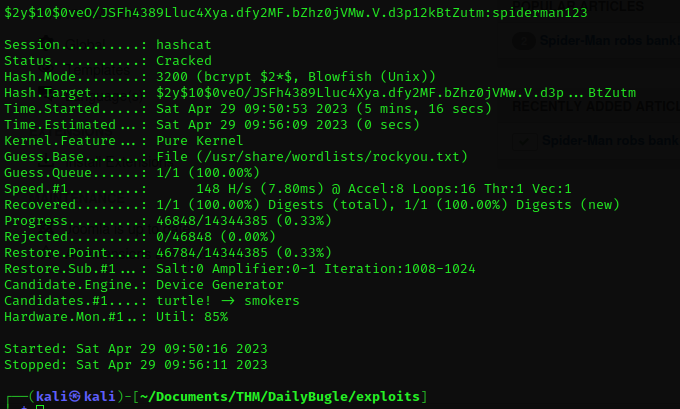 $2y$10$0veO/JSFh4389Lluc4Xya.dfy2MF.bZhz0jVMw.V.d3p12kBtZutm:spiderman123
Session..........: hashcat
Status...........: Cracked
Hash.Mode........: 3200 (bcrypt $2*$, Blowfish (Unix))
Hash.Target......: $2y$10$0veO/JSFh4389Lluc4Xya.dfy2MF.bZhz0jVMw.V.d3p...BtZutm
Time.Started.....: Sat Apr 29 09:50:53 2023 (5 mins, 16 secs)
Time.Estimated...: Sat Apr 29 09:56:09 2023 (0 secs)
Kernel.Feature...: Pure Kernel
Guess.Base.......: File (/usr/share/wordlists/rockyou.txt)
Guess.Queue......: 1/1 (100.00%)
Speed.#1.........:      148 H/s (7.80ms) @ Accel:8 Loops:16 Thr:1 Vec:1
Recovered........: 1/1 (100.00%) Digests (total), 1/1 (100.00%) Digests (new)
Progress.........: 46848/14344385 (0.33%)
Rejected.........: 0/46848 (0.00%)
Restore.Point....: 46784/14344385 (0.33%)
Restore.Sub.#1...: Salt:0 Amplifier:0-1 Iteration:1008-1024
Candidate.Engine.: Device Generator
Candidates.#1....: turtle! -> smokers
Hardware.Mon.#1..: Util: 85%
Started: Sat Apr 29 09:50:16 2023
Stopped: Sat Apr 29 09:56:11 2023
┌──(kali㉿kali)-[~/Documents/THM/DailyBugle/exploits]
Spider-Man robs bank!
RECENTLY ADDED ARTICL
Spider-Man robs bank